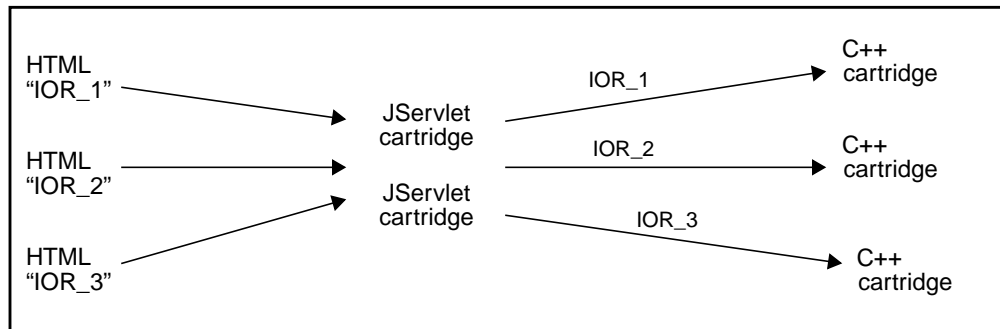 HTML
“IOR_1”
HTML
“IOR_2”
HTML
“IOR_3”
JServlet
cartridge
JServlet
cartridge
IOR_1
IOR_2
IOR_3
C++
cartridge
C++
cartridge
C++
cartridge